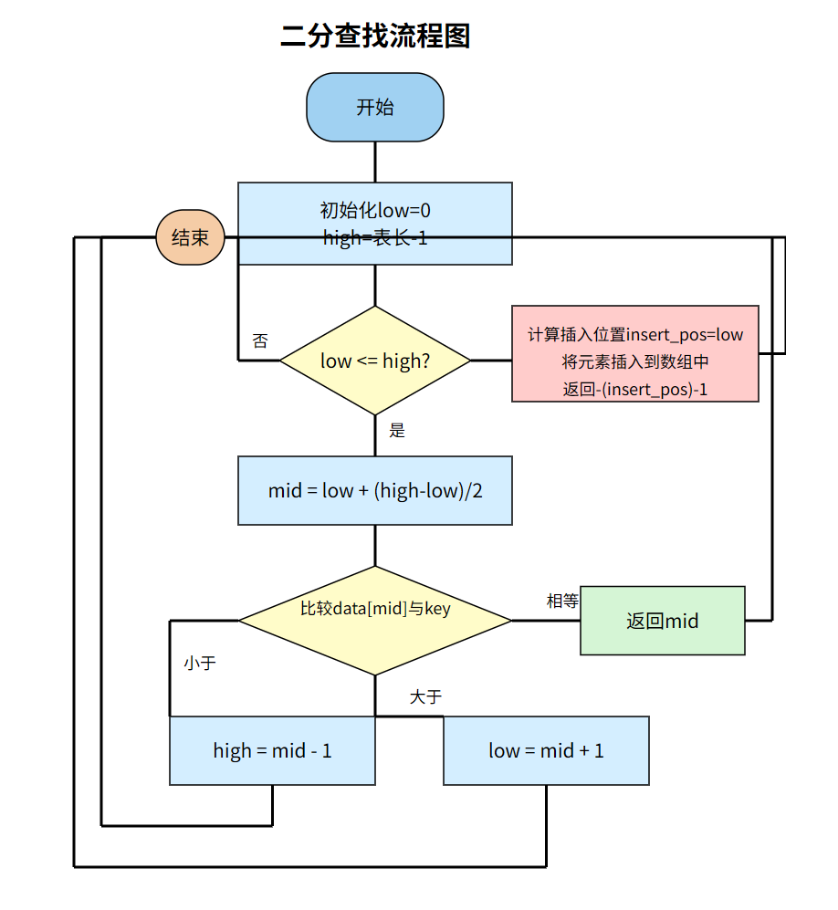 二分查找流程图
开始
初始化low=0
high=表长-1
结束
否
low <= high?
计算插入位置insert_pos=low
将元素插入到数组中
返回-(insert_pos)-1
是
mid = low + (high-low)/2
比较data[mid]与key
相等
返回mid
小于
大于
high = mid - 1
low = mid + 1